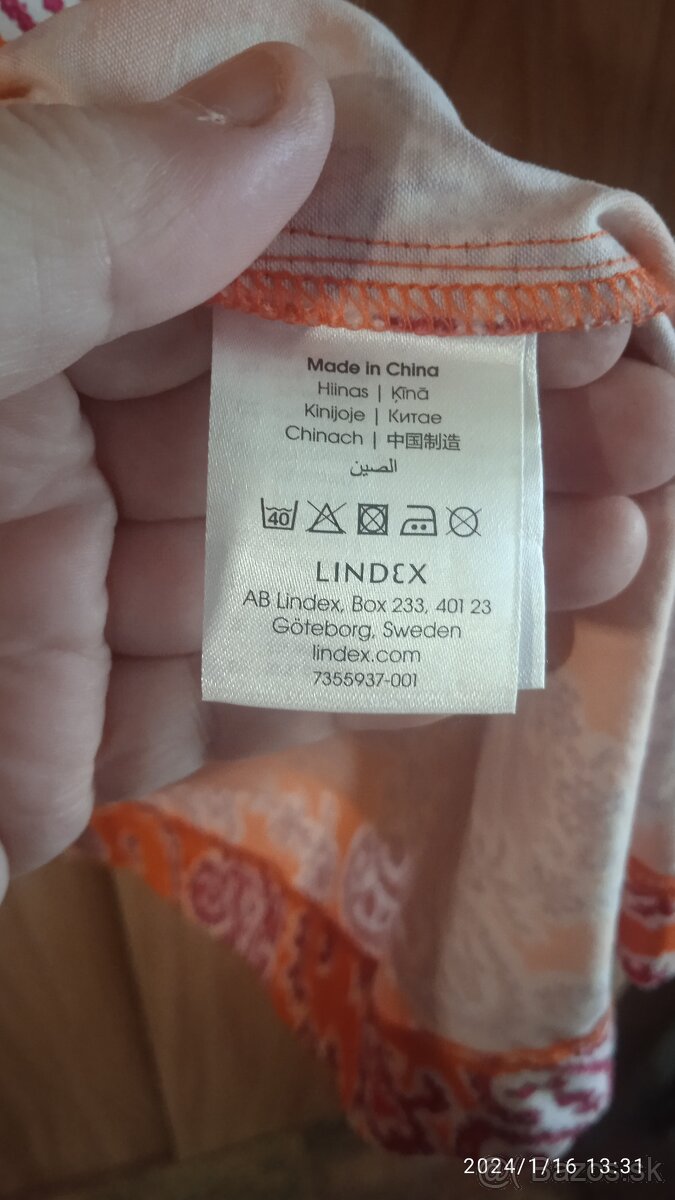 Made in China
Hiinas | Ķīnā
Kinijoje | Китае
Chinach | 中国制造
الصين
40
LINDEX
AB Lindex, Box 233, 401 23
Göteborg, Sweden
lindex.com
7355937-001
2024/1/16 13:31
Bazos.sk